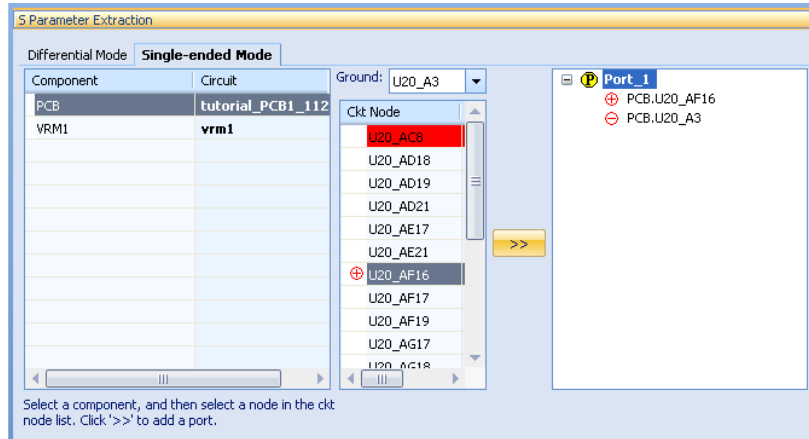 S Parameter Extraction
Differential Mode Single-ended Mode
Component Circuit
PCB tutorial_PCB1_112
VRM1 vrm1
Ground: U20_A3
Ckt Node
U20_AC8
U20_AD18
U20_AD19
U20_AD21
U20_AE17
U20_AE21
U20_AF16
U20_AF17
U20_AF19
U20_AG17
U20_AG18
>>
P Port_1
PCB.U20_AF16
PCB.U20_A3
Select a component, and then select a node in the ckt
node list. Click '>>' to add a port.